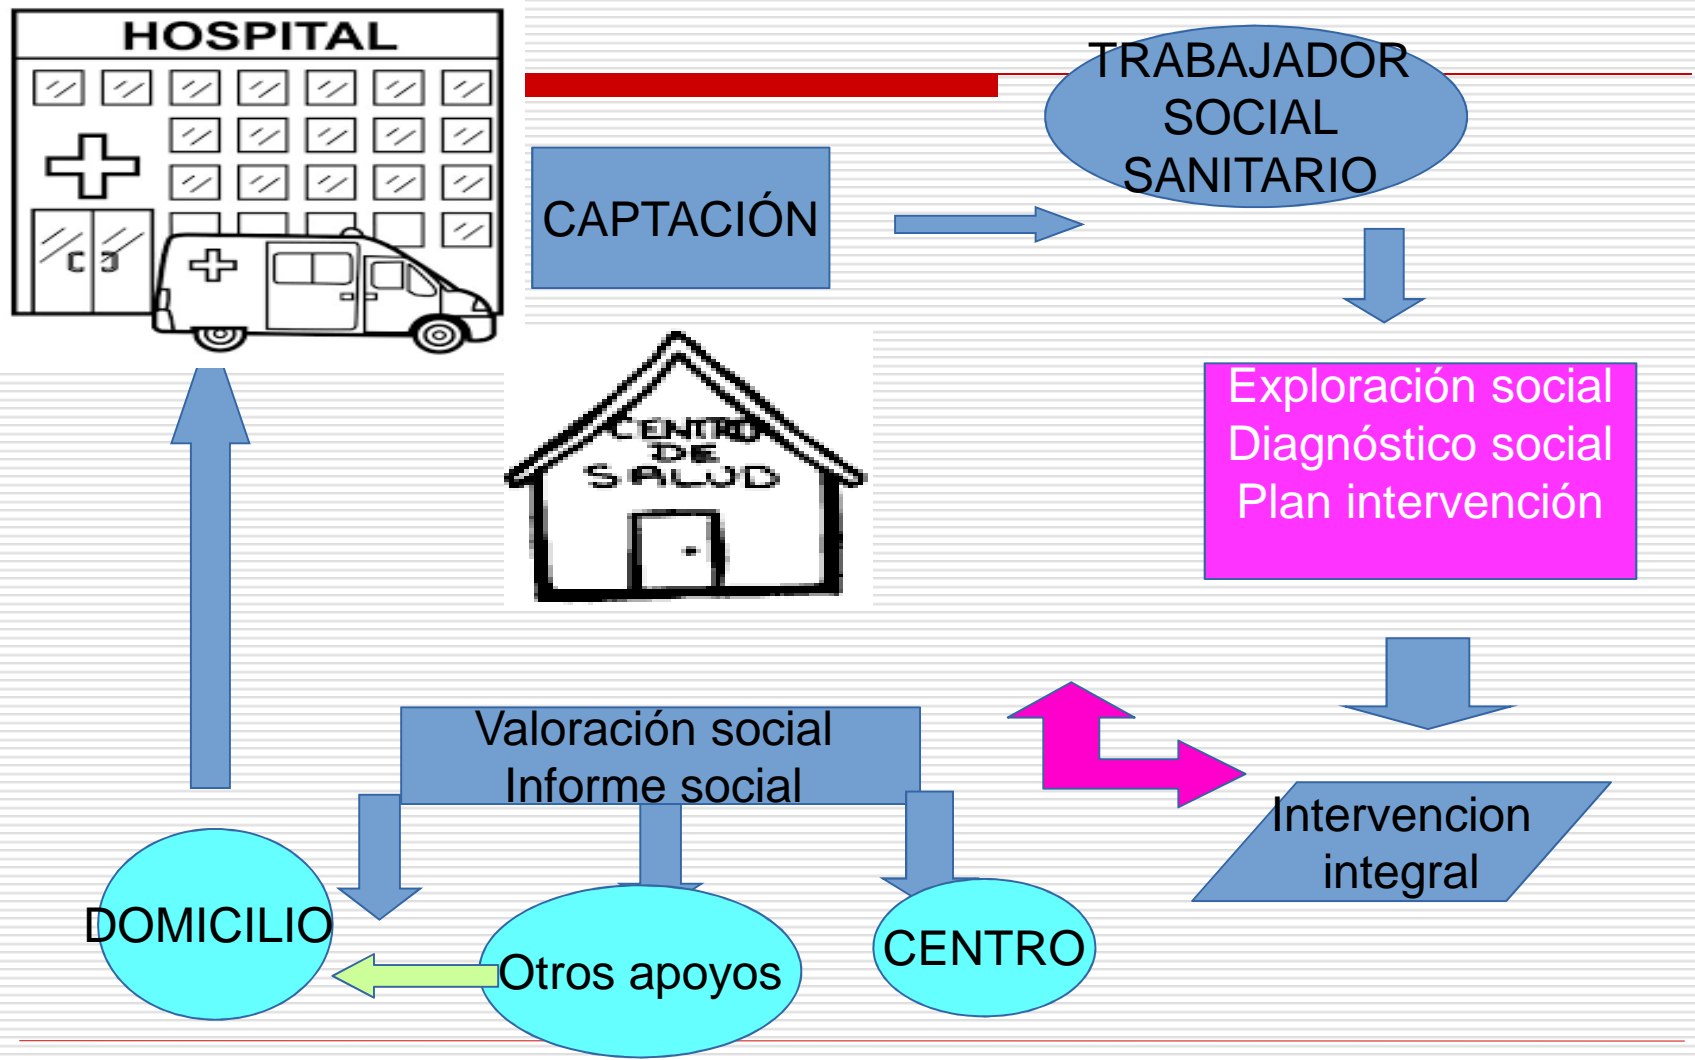 HOSPITAL
TRABAJADOR
SOCIAL
SANITARIO
CAPTACIÓN
CENTRO
DE
SALUD
Exploración social
Diagnóstico social
Plan intervención
Valoración social
Informe social
Intervencion
integral
DOMICILIO
Otros apoyos
CENTRO